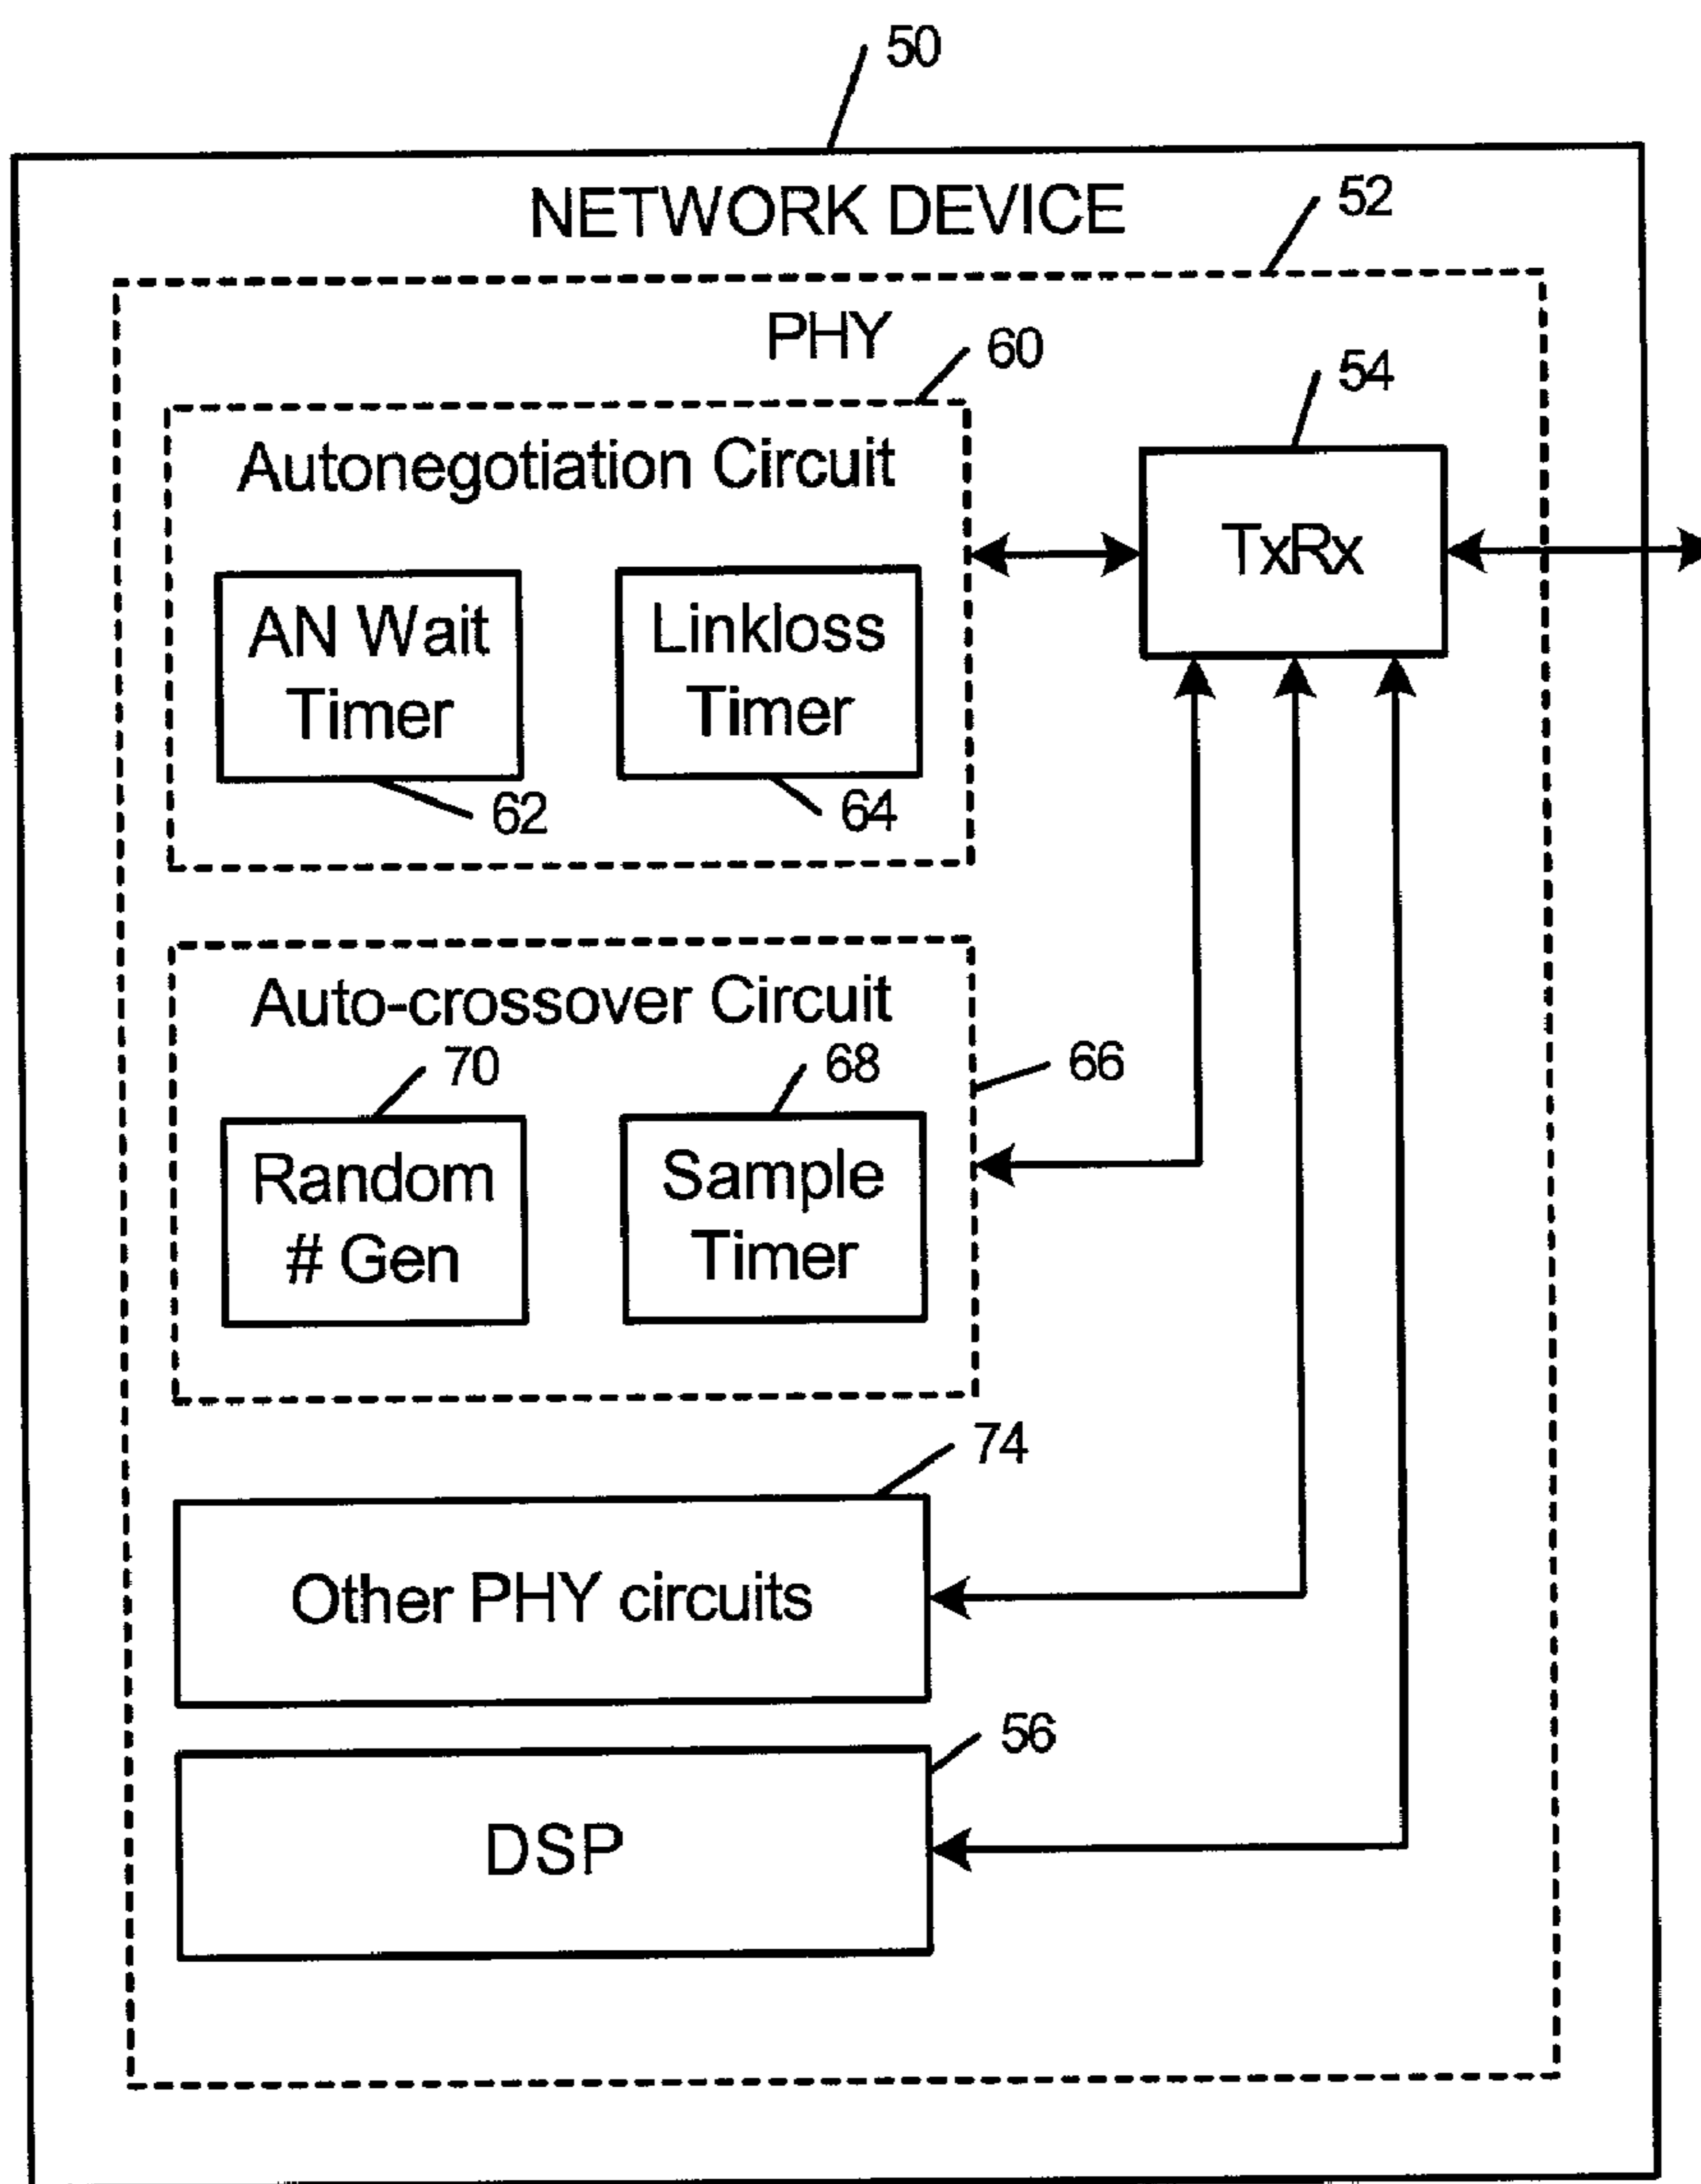 50
NETWORK DEVICE
52
PHY
60
54
Autonegotiation Circuit
TxRx
AN Wait
Timer
Linkloss
Timer
62
64
Auto-crossover Circuit
70
68
66
Random
# Gen
Sample
Timer
74
Other PHY circuits
56
DSP